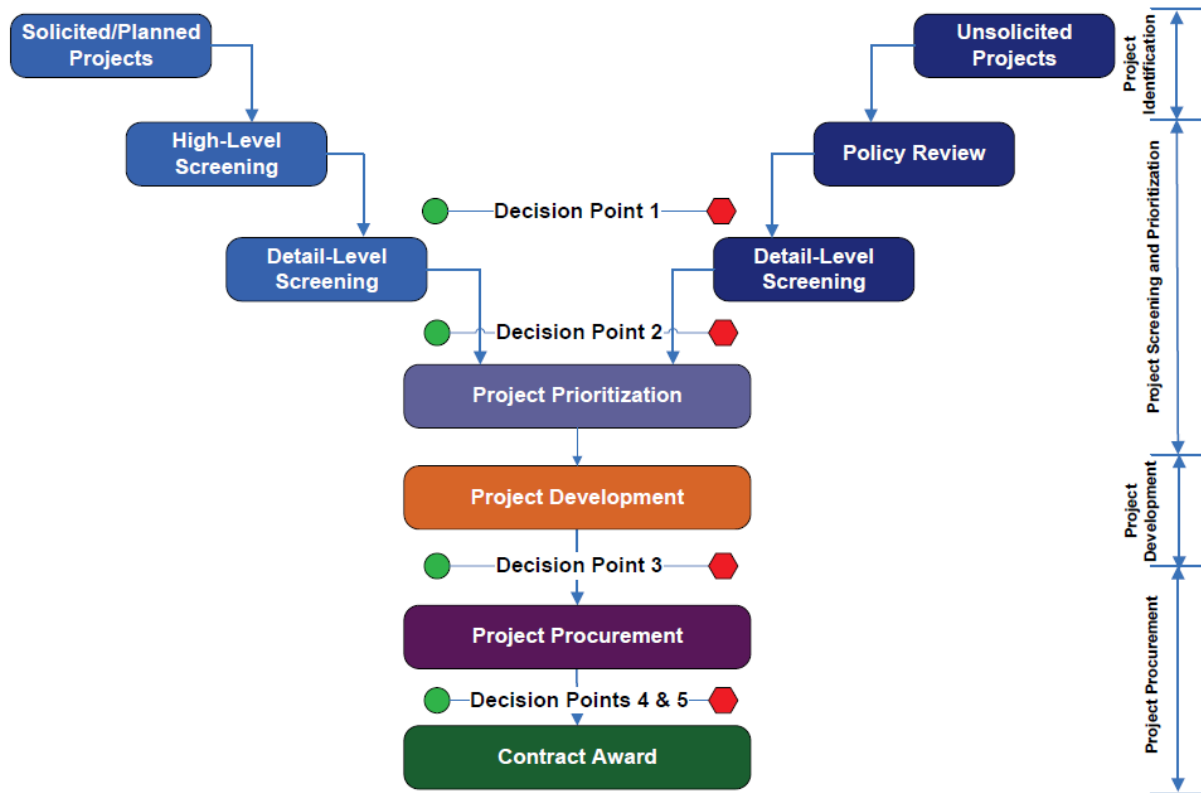 Solicited/Planned
Projects
Unsolicited
Projects
High-Level
Screening
Policy Review
Decision Point 1
Detail-Level
Screening
Detail-Level
Screening
Decision Point 2
Project Prioritization
Project Development
Decision Point 3
Project Procurement
Decision Points 4 & 5
Contract Award
Project
Identification
Project Screening and Prioritization
Project
Development
Project Procurement